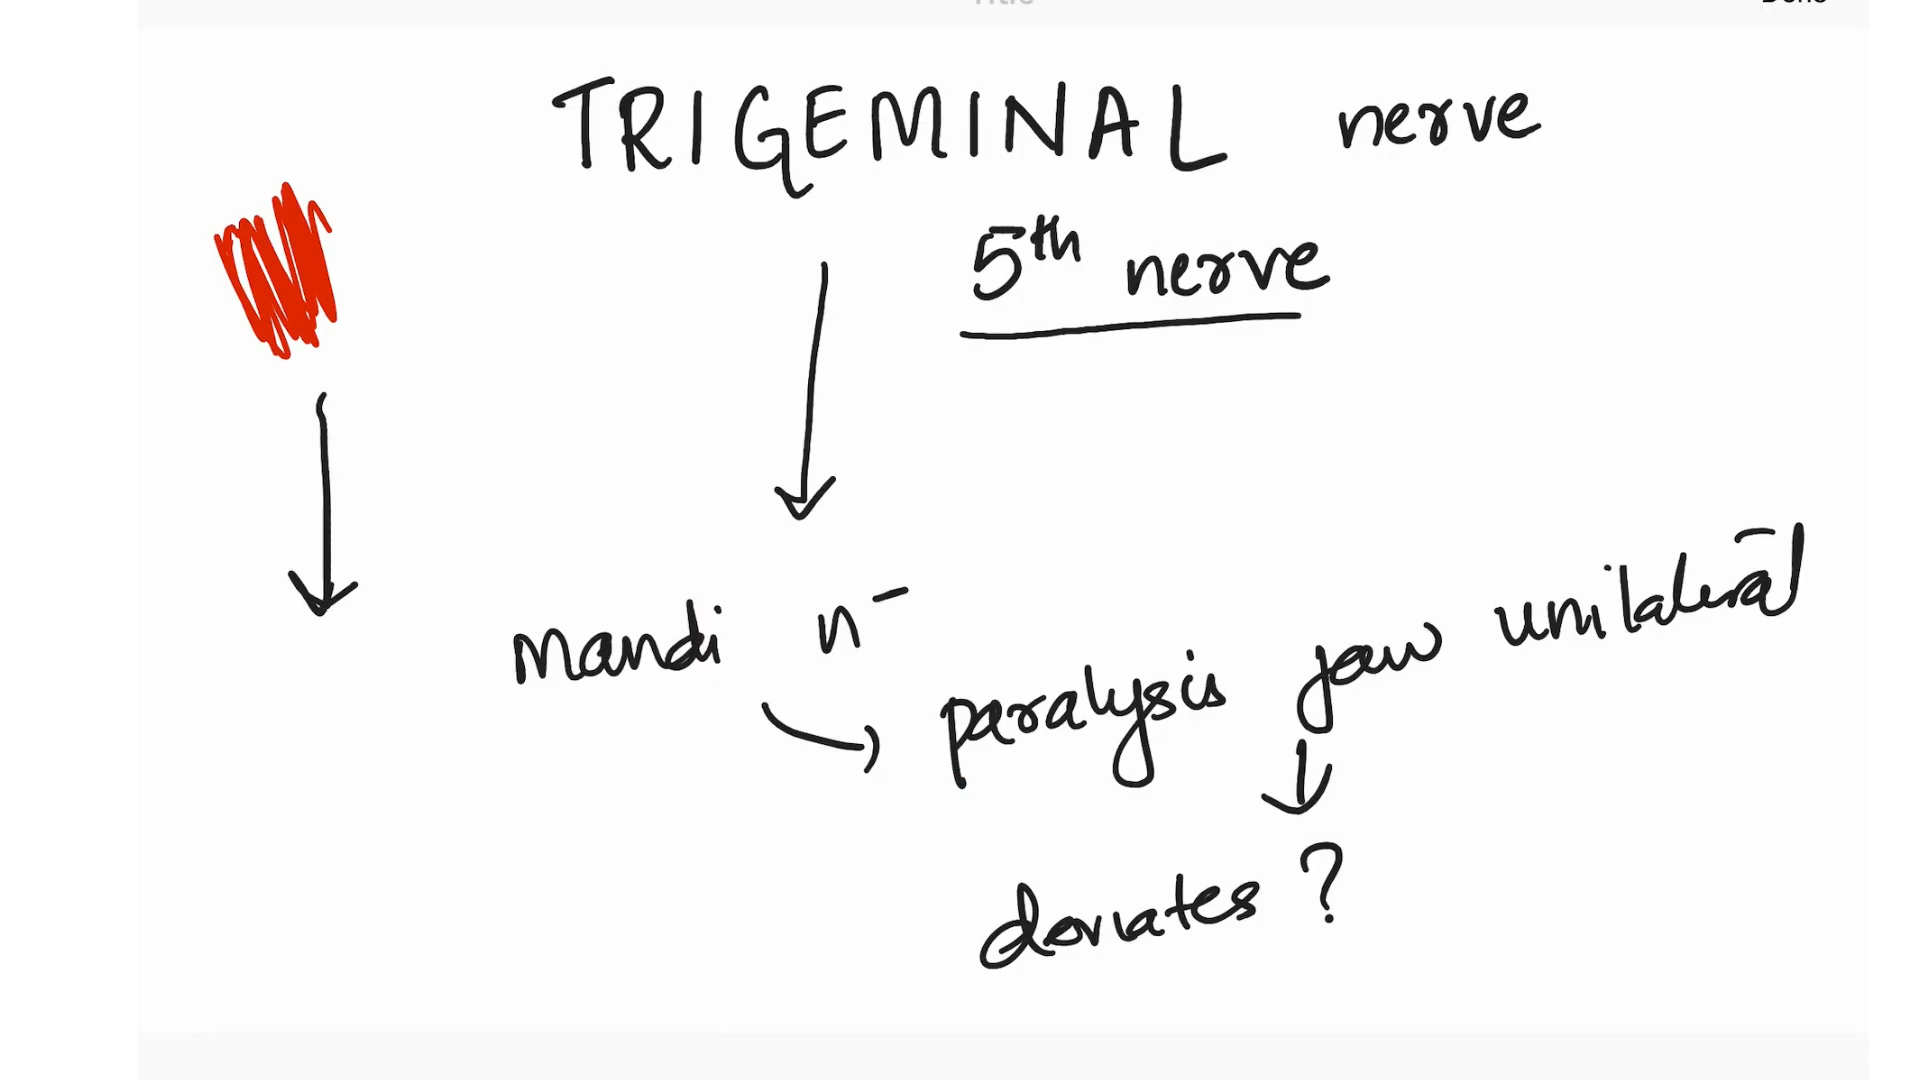 TRIGEMINAL nerve
5th nerve
mandi n-
paralysis jaw unilateral
deviates ?